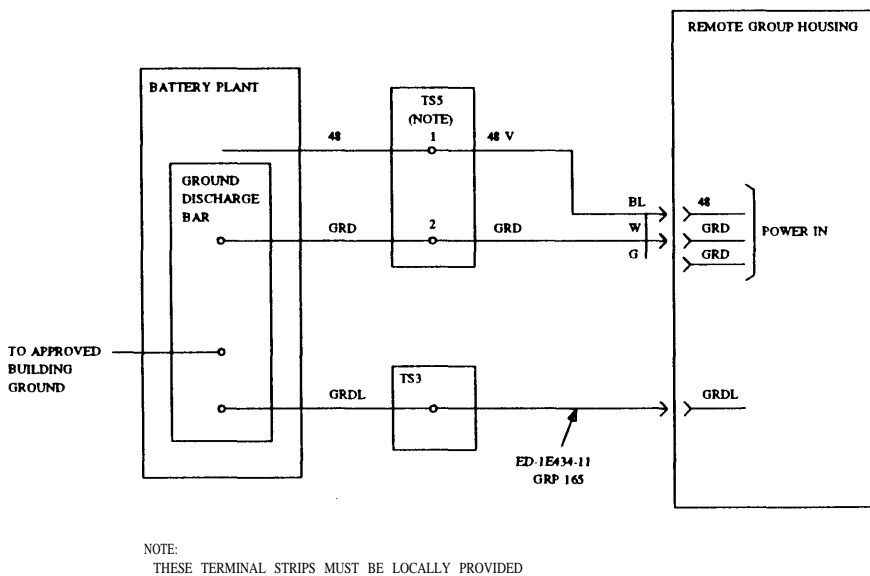 REMOTE GROUP HOUSING
BATTERY PLANT
TS5
(NOTE)
48
1
48 V
GROUND
DISCHARGE
BAR
BL
48
GRD
2
GRD
W
GRD
POWER IN
G
GRD
TO APPROVED
BUILDING
GROUND
TS3
GRDL
GRDL
ED-1E434-11
GRP 165
NOTE:
THESE TERMINAL STRIPS MUST BE LOCALLY PROVIDED